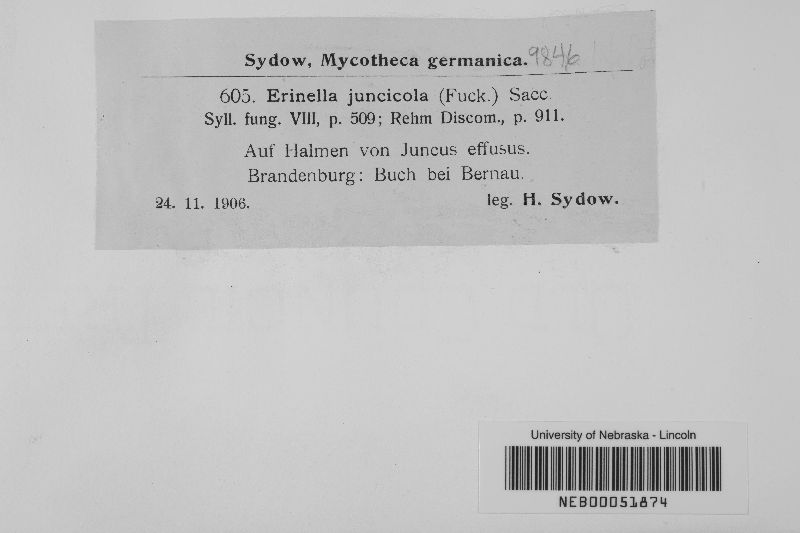 Sydow, Mycotheca germanica. 9846
605. Erinella juncicola (Fuck.) Sacc.
Syll. fung. VIII, p. 509; Rehm Discom., p. 911.
Auf Halmen von Juncus effusus.
Brandenburg: Buch bei Bernau.
24. 11. 1906. leg. H. Sydow.
University of Nebraska - Lincoln
NEB00051874